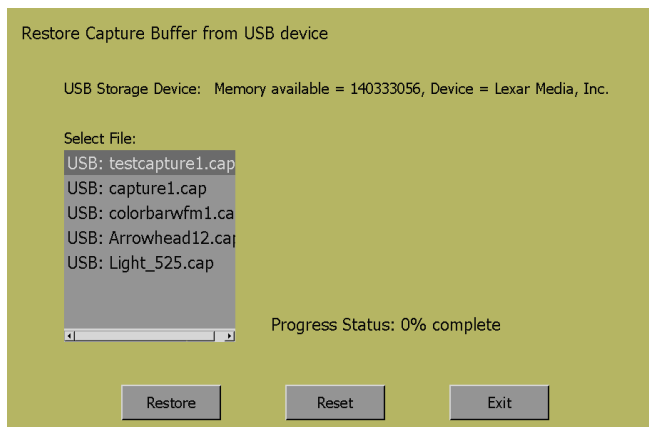 Restore Capture Buffer from USB device
USB Storage Device: Memory available = 140333056, Device = Lexar Media, Inc.
Select File:
USB: testcapture1.cap
USB: capture1.cap
USB: colorbarwfm1.ca
USB: Arrowhead12.cap
USB: Light_525.cap
Progress Status: 0% complete
Restore Reset Exit